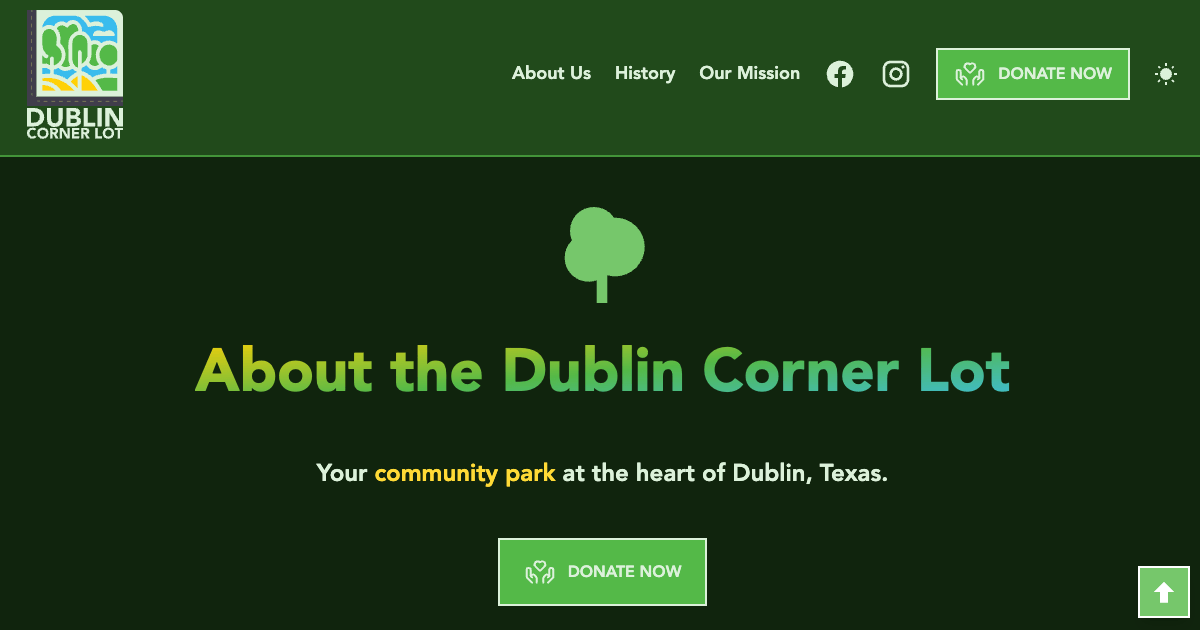 DUBLIN
CORNER LOT
About Us
History
Our Mission
DONATE NOW
About the Dublin Corner Lot
Your community park at the heart of Dublin, Texas.
DONATE NOW